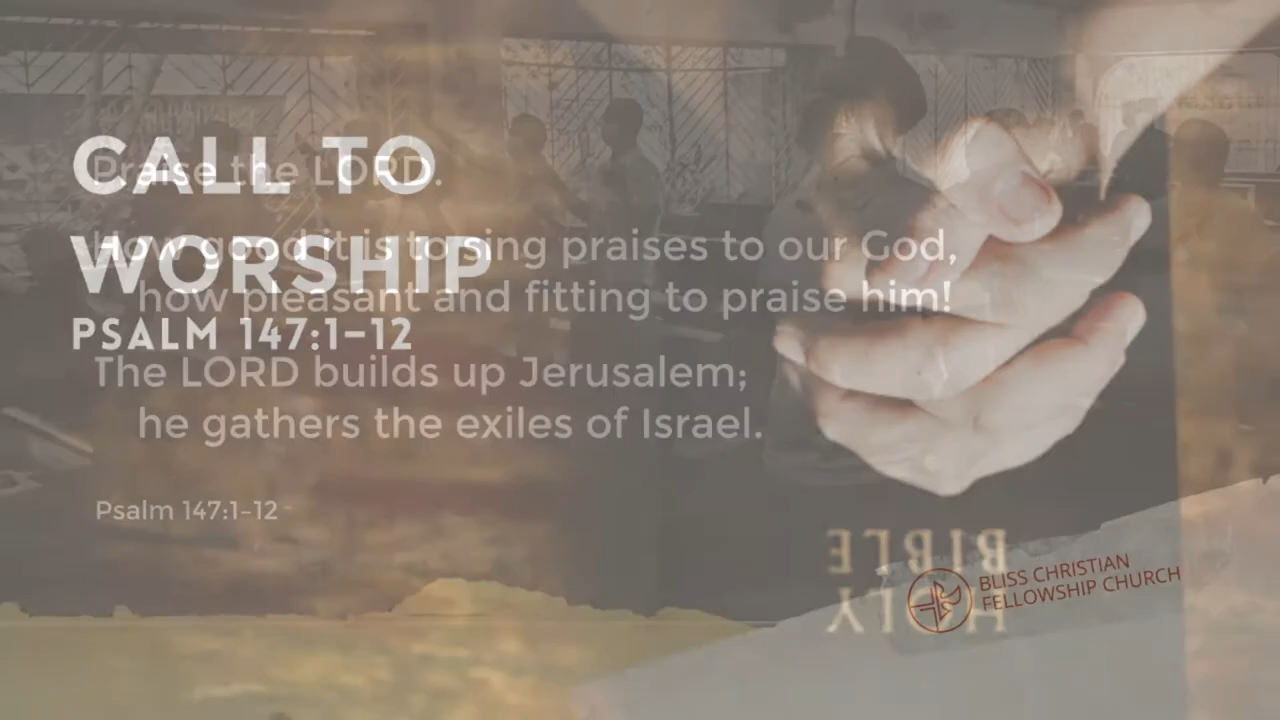 CALL TO
WORSHIP
PSALM 147:1-12
Praise the LORD.
How good it is to sing praises to our God,
how pleasant and fitting to praise him!
The LORD builds up Jerusalem;
he gathers the exiles of Israel.
Psalm 147:1-12
HOLY
BIBLE
BLISS CHRISTIAN
FELLOWSHIP CHURCH